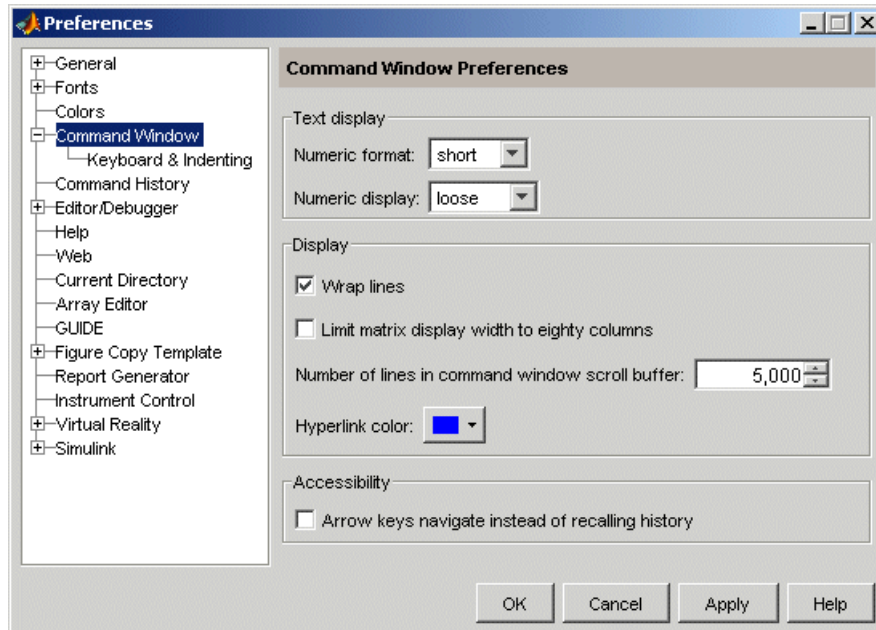 Preferences
General
Fonts
Colors
Command Window
Keyboard & Indenting
Command History
Editor/Debugger
Help
Web
Current Directory
Array Editor
GUIDE
Figure Copy Template
Report Generator
Instrument Control
Virtual Reality
Simulink
Command Window Preferences
Text display
Numeric format: short
Numeric display: loose
Display
Wrap lines
Limit matrix display width to eighty columns
Number of lines in command window scroll buffer: 5,000
Hyperlink color:
Accessibility
Arrow keys navigate instead of recalling history
OK Cancel Apply Help